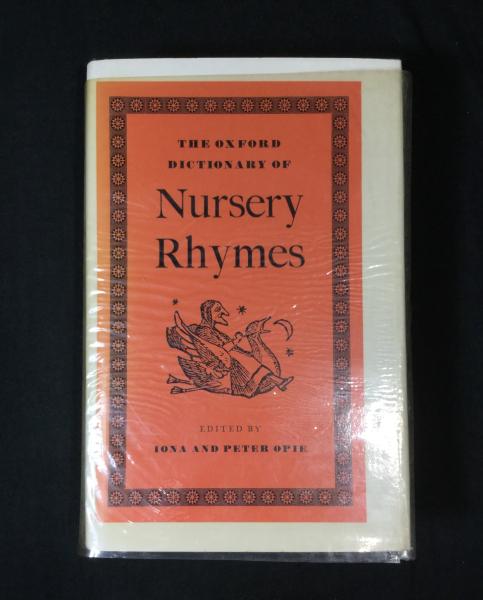 THE OXFORD
DICTIONARY OF
Nursery
Rhymes
EDITED BY
IONA AND PETER OPIE